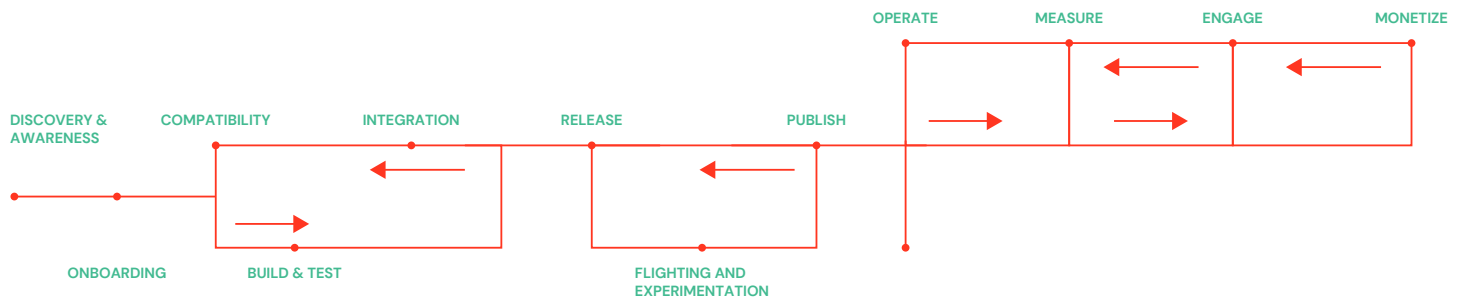 OPERATE
MEASURE
ENGAGE
MONETIZE
DISCOVERY &
AWARENESS
COMPATIBILITY
INTEGRATION
RELEASE
PUBLISH
ONBOARDING
BUILD & TEST
FLIGHTING AND
EXPERIMENTATION